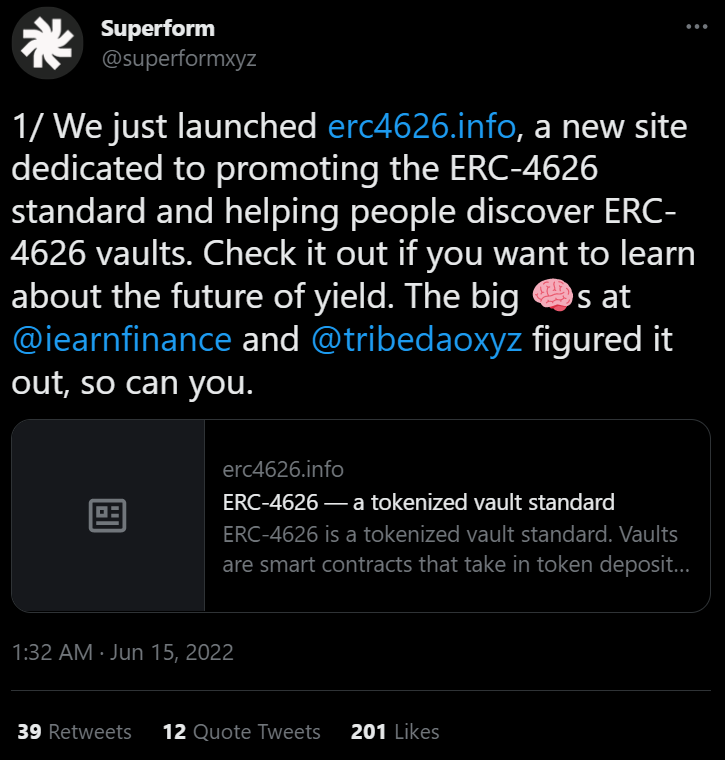 Superform
@superformxyz
1/ We just launched erc4626.info, a new site
dedicated to promoting the ERC-4626
standard and helping people discover ERC-
4626 vaults. Check it out if you want to learn
about the future of yield. The big 🧠s at
@iearnfinance and @tribedaoxyz figured it
out, so can you.
erc4626.info
ERC-4626 — a tokenized vault standard
ERC-4626 is a tokenized vault standard. Vaults
are smart contracts that take in token deposit...
1:32 AM · Jun 15, 2022
39 Retweets 12 Quote Tweets 201 Likes